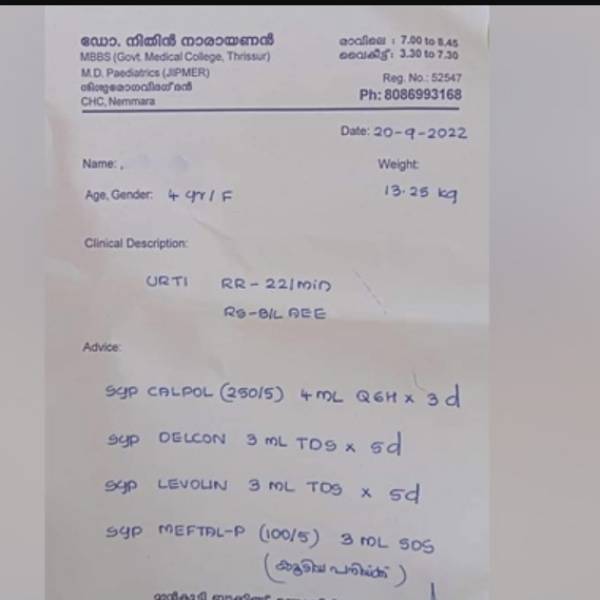 ഡോ. നിതിൻ നാരായണൻ
MBBS (Govt. Medical College, Thrissur)
M.D. Paediatrics (JIPMER)
ശിശുരോഗവിദഗ്ദൻ
CHC, Nemmara
രാവിലെ : 7.00 to 8.45
വൈകീട്ട് : 3.30 to 7.30
Reg. No.: 52547
Ph: 8086993168
Date: 20-9-2022
Name:
Weight:
Age, Gender: 4 yr / F
13.25 kg
Clinical Description:
URTI RR - 22/min
RS - B/L AEE
Advice:
Syp CALPOL (250/5) 4 mL Q6H x 3d
Syp DELCON 3 mL TDS x 5d
Syp LEVOLIN 3 mL TDS x 5d
Syp MEFTAL-P (100/5) 3 mL SOS
(കൂടിയ പനിയ്ക്ക്)